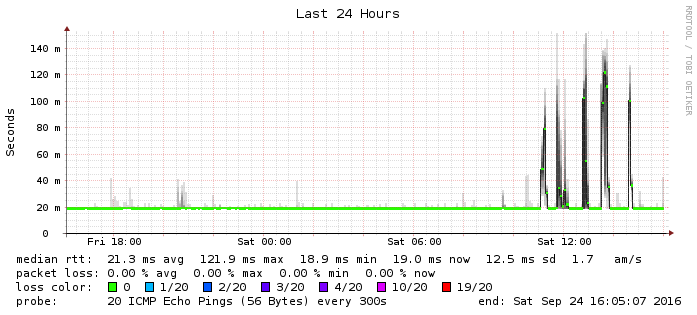 Last 24 Hours
RRDTOOL / TOBI OETIKER
Seconds
140 m
120 m
100 m
80 m
60 m
40 m
20 m
0
Fri 18:00 Sat 00:00 Sat 06:00 Sat 12:00
median rtt: 21.3 ms avg 121.9 ms max 18.9 ms min 19.0 ms now 12.5 ms sd 1.7 am/s
packet loss: 0.00 % avg 0.00 % max 0.00 % min 0.00 % now
loss color: 0 1/20 2/20 3/20 4/20 10/20 19/20
probe: 20 ICMP Echo Pings (56 Bytes) every 300s end: Sat Sep 24 16:05:07 2016